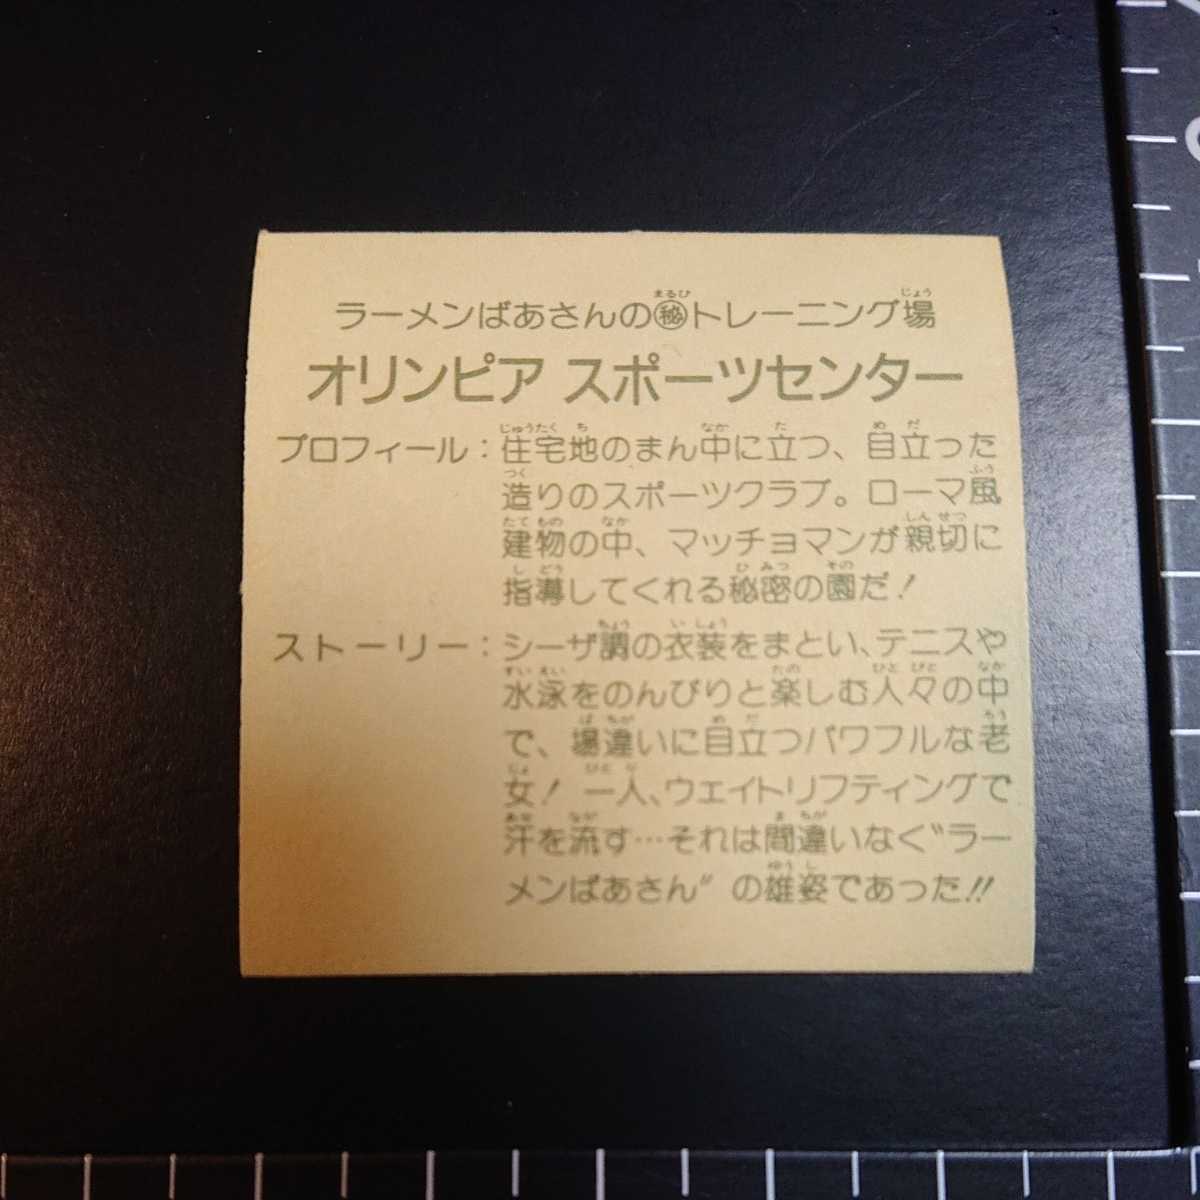 ラーメンばあさんの㊙トレーニング場
オリンピア スポーツセンター
プロフィール：住宅地のまん中に立つ、目立った
造りのスポーツクラブ。ローマ風
建物の中、マッチョマンが親切に
指導してくれる秘密の園だ！
ストーリー：シーザ調の衣装をまとい、テニスや
水泳をのんびりと楽しむ人々の中
で、場違いに目立つパワフルな老
女！ 一人、ウェイトリフティングで
汗を流す…それは間違いなく〝ラー
メンばあさん〞の雄姿であった!!